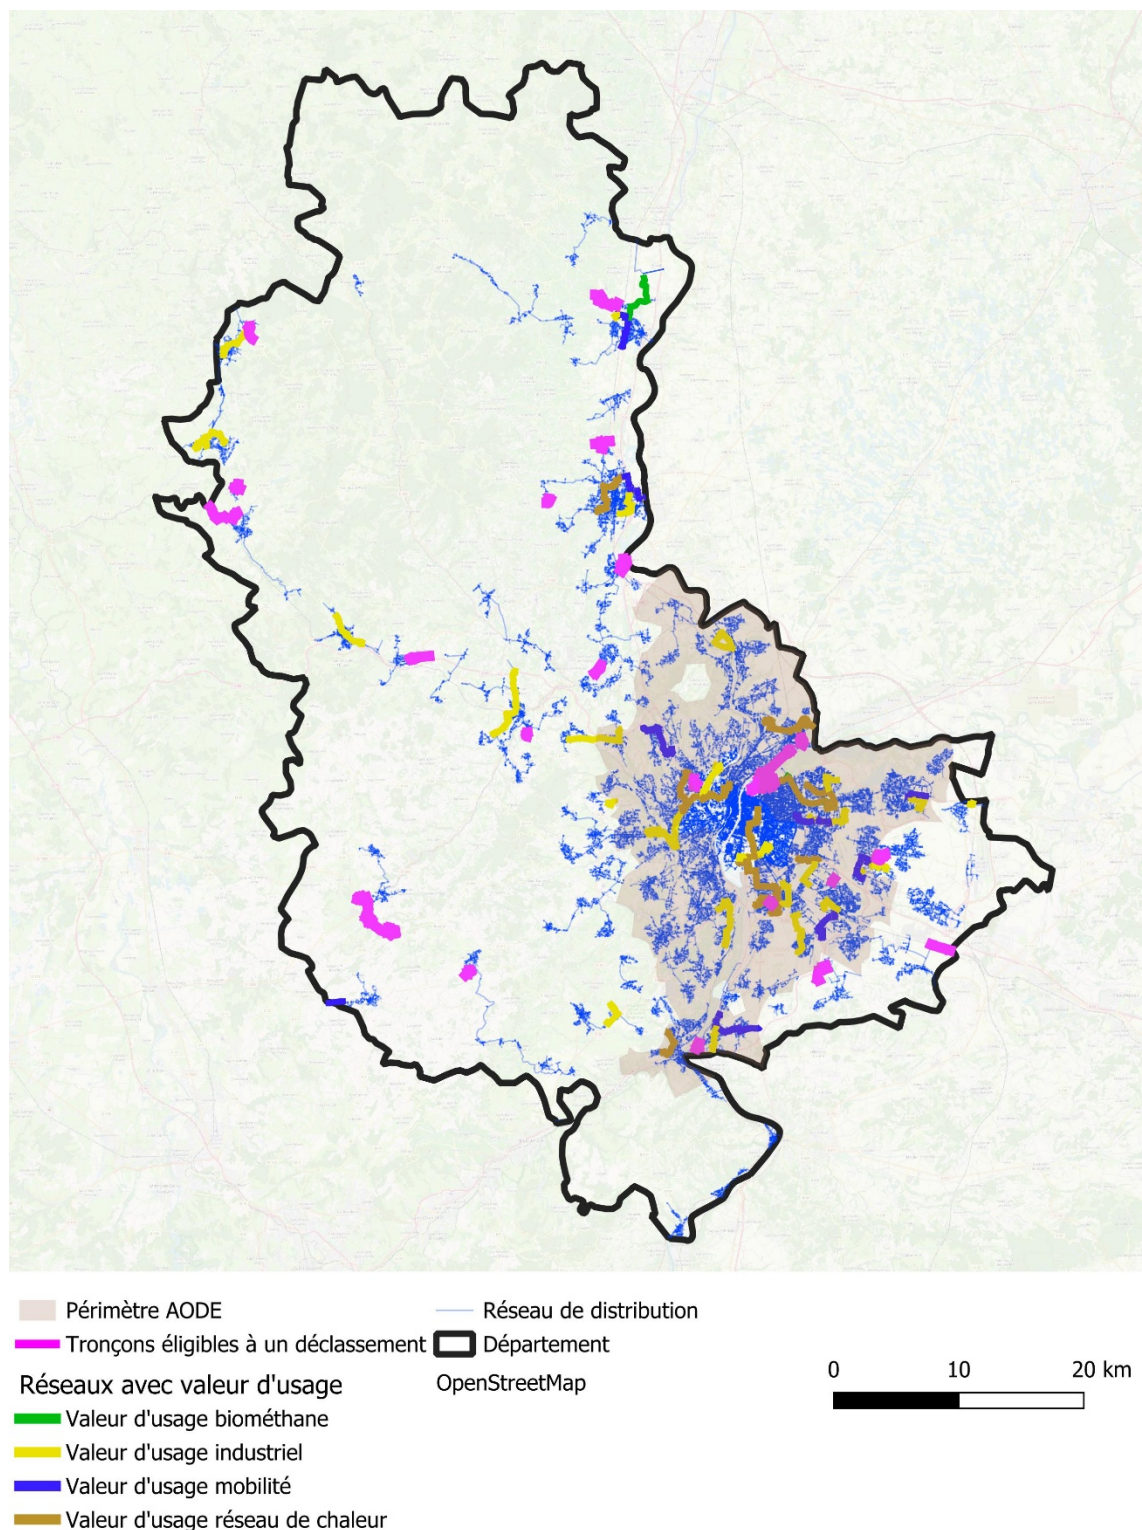 Périmètre AODE
Réseau de distribution
Tronçons éligibles à un déclassement
Département
Réseaux avec valeur d'usage
OpenStreetMap
Valeur d'usage biométhane
Valeur d'usage industriel
Valeur d'usage mobilité
Valeur d'usage réseau de chaleur
0 10 20 km